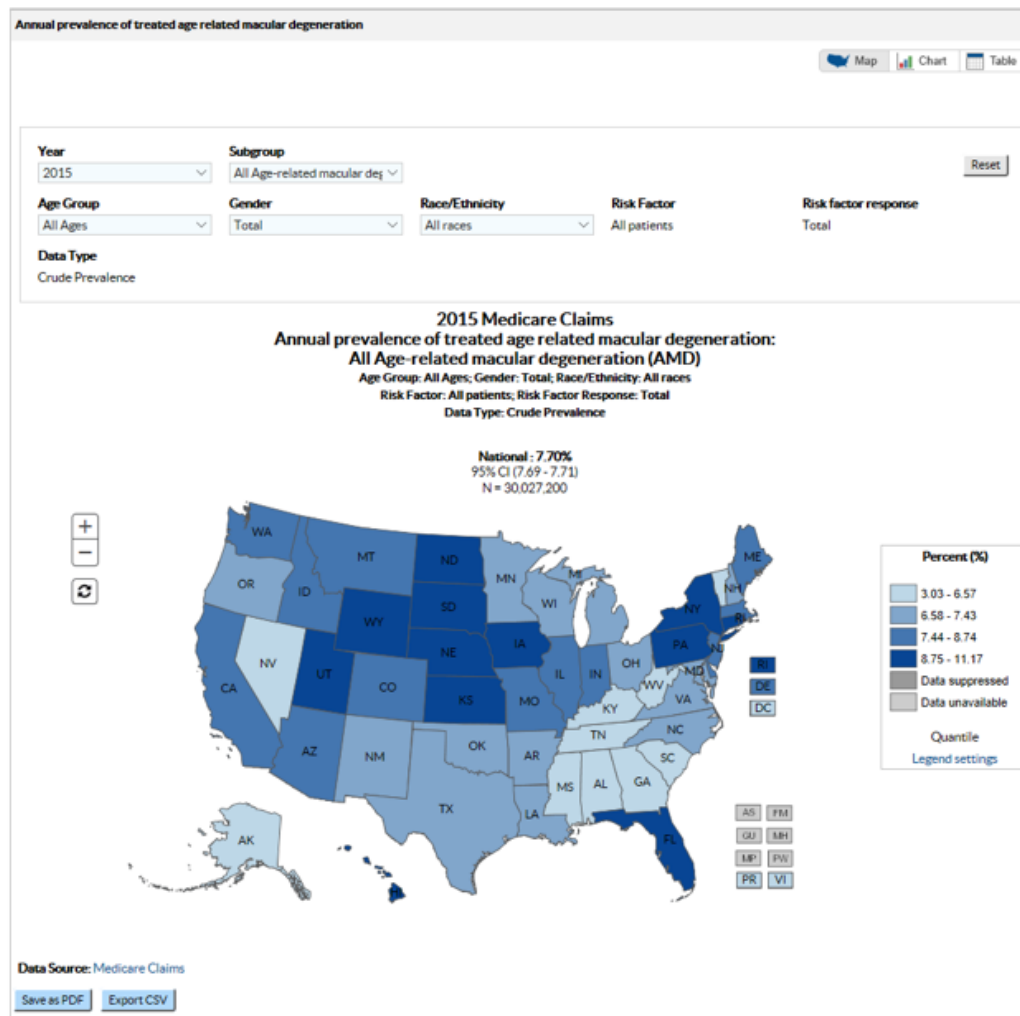 Annual prevalence of treated age related macular degeneration
Map Chart Table
Year Subgroup
2015 All Age-related macular deg
Reset
Age Group Gender Race/Ethnicity Risk Factor Risk factor response
All Ages Total All races All patients Total
Data Type
Crude Prevalence
2015 Medicare Claims
Annual prevalence of treated age related macular degeneration:
All Age-related macular degeneration (AMD)
Age Group: All Ages; Gender: Total; Race/Ethnicity: All races
Risk Factor: All patients; Risk Factor Response: Total
Data Type: Crude Prevalence
National : 7.70%
95% CI (7.69 - 7.71)
N = 30,027,200
+
−
WA MT ND MN MI ME
OR ID SD WI NH
WY NY
IA PA RI
NV UT NE IL IN OH NJ
CA CO KS MO WV MD VA
KY
AZ NM OK AR TN NC
SC
TX LA MS AL GA
AK FL
RI
DE
DC
AS FM
GU MH
MP PW
PR VI
Percent (%)
3.03 - 6.57
6.58 - 7.43
7.44 - 8.74
8.75 - 11.17
Data suppressed
Data unavailable
Quantile
Legend settings
Data Source: Medicare Claims
Save as PDF Export CSV